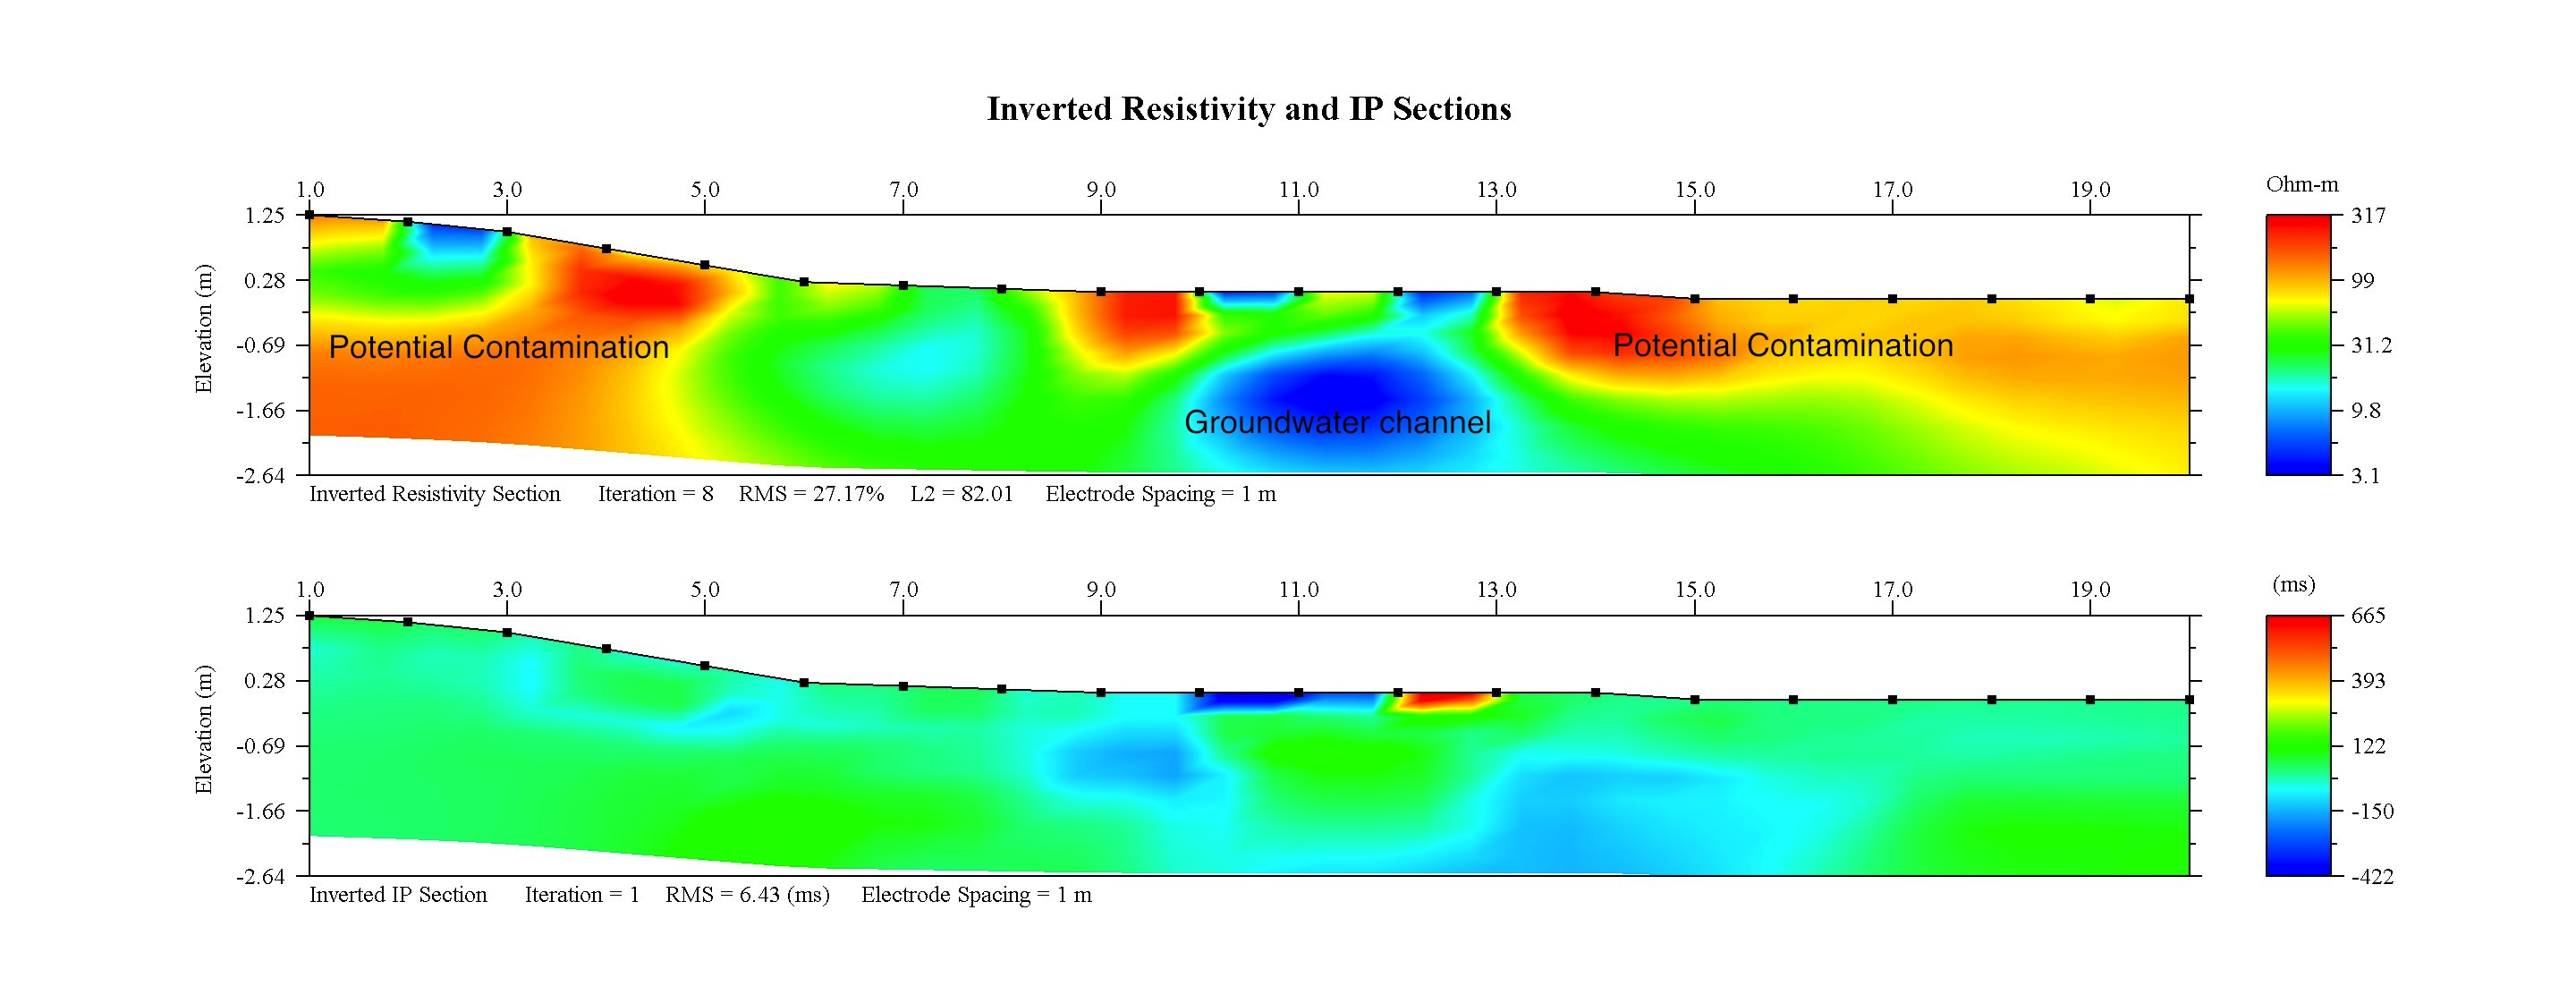 Inverted Resistivity and IP Sections
1.0 3.0 5.0 7.0 9.0 11.0 13.0 15.0 17.0 19.0
Ohm-m
1.25
0.28
-0.69
-1.66
-2.64
Elevation (m)
Potential Contamination
Groundwater channel
Potential Contamination
317
99
31.2
9.8
3.1
Inverted Resistivity Section Iteration = 8 RMS = 27.17% L2 = 82.01 Electrode Spacing = 1 m
1.0 3.0 5.0 7.0 9.0 11.0 13.0 15.0 17.0 19.0
(ms)
1.25
0.28
-0.69
-1.66
-2.64
Elevation (m)
665
393
122
-150
-422
Inverted IP Section Iteration = 1 RMS = 6.43 (ms) Electrode Spacing = 1 m